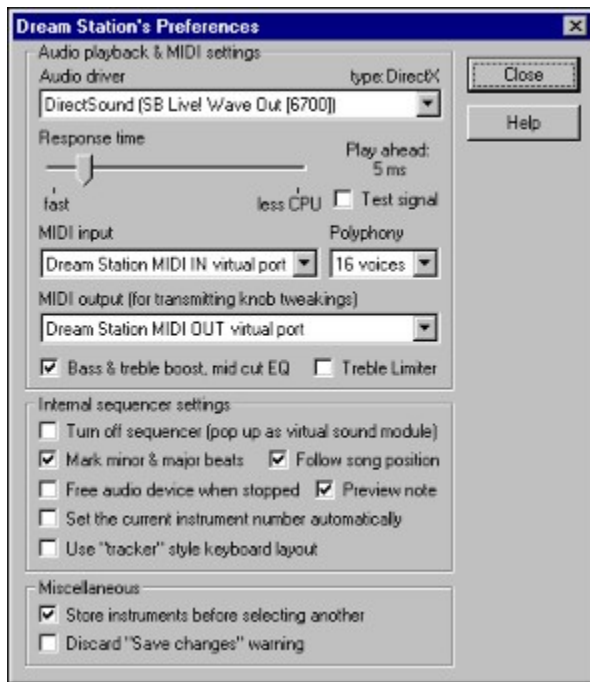 Dream Station's Preferences
Audio playback & MIDI settings
Audio driver type: DirectX
Close
DirectSound (SB Live! Wave Out [6700])
Help
Response time
Play ahead:
5 ms
fast less CPU Test signal
MIDI input Polyphony
Dream Station MIDI IN virtual port 16 voices
MIDI output (for transmitting knob tweakings)
Dream Station MIDI OUT virtual port
Bass & treble boost, mid cut EQ Treble Limiter
Internal sequencer settings
Turn off sequencer (pop up as virtual sound module)
Mark minor & major beats Follow song position
Free audio device when stopped Preview note
Set the current instrument number automatically
Use "tracker" style keyboard layout
Miscellaneous
Store instruments before selecting another
Discard "Save changes" warning